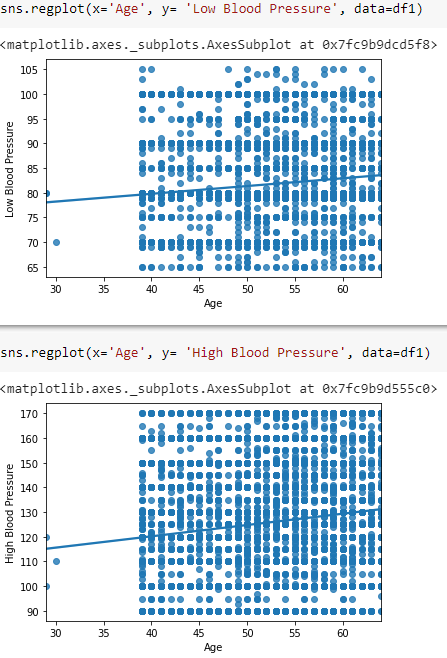 sns.regplot(x='Age', y= 'Low Blood Pressure', data=df1)
<matplotlib.axes._subplots.AxesSubplot at 0x7fc9b9dcd5f8>
105
100
95
90
85
80
75
70
65
Low Blood Pressure
30 35 40 45 50 55 60
Age
sns.regplot(x='Age', y= 'High Blood Pressure', data=df1)
<matplotlib.axes._subplots.AxesSubplot at 0x7fc9b9d555c0>
170
160
150
140
130
120
110
100
90
High Blood Pressure
30 35 40 45 50 55 60
Age